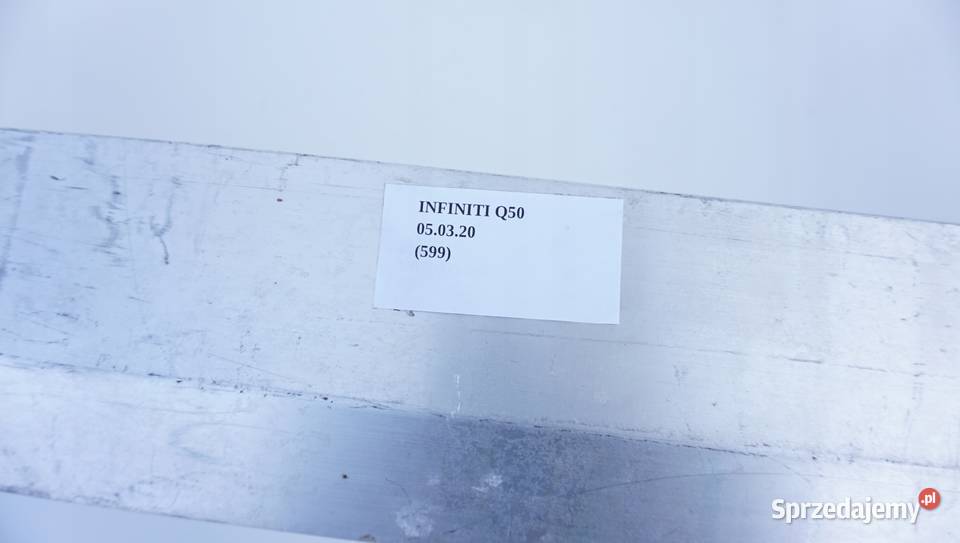 INFINITI Q50
05.03.20
(599)
Sprzedajemy.pl